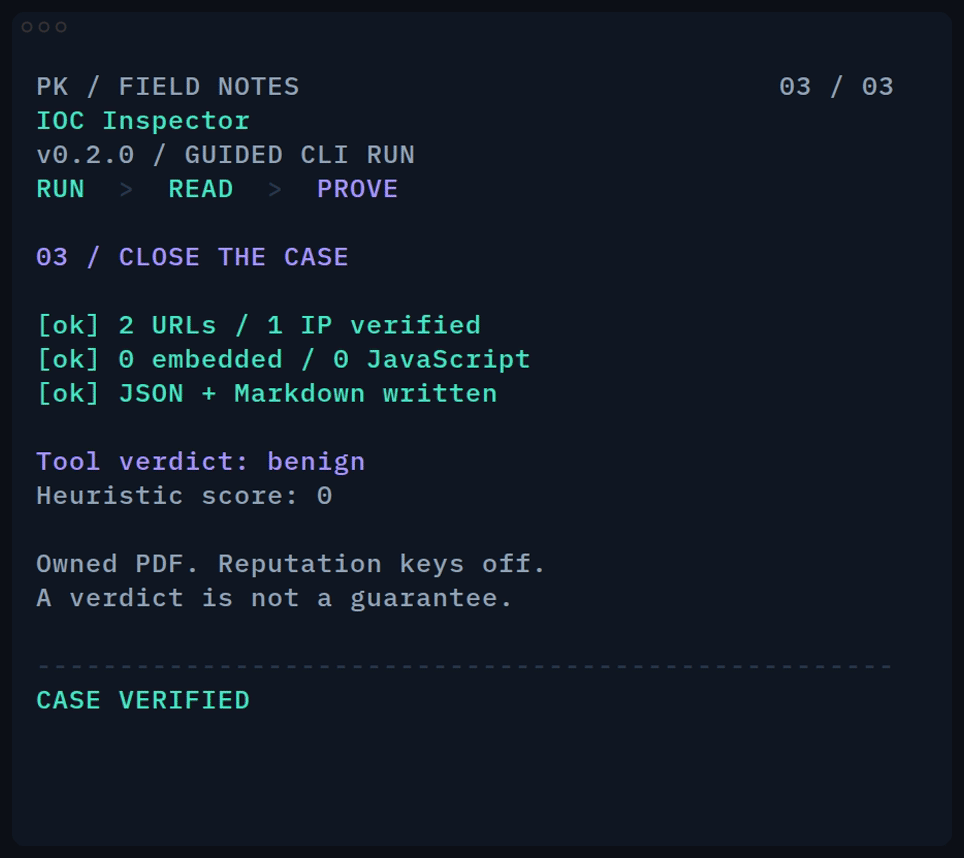 PK / FIELD NOTES 03 / 03
IOC Inspector
v0.2.0 / GUIDED CLI RUN
RUN > READ > PROVE
03 / CLOSE THE CASE
[ok] 2 URLs / 1 IP verified
[ok] 0 embedded / 0 JavaScript
[ok] JSON + Markdown written
Tool verdict: benign
Heuristic score: 0
Owned PDF. Reputation keys off.
A verdict is not a guarantee.
----------------------------------------------------
CASE VERIFIED